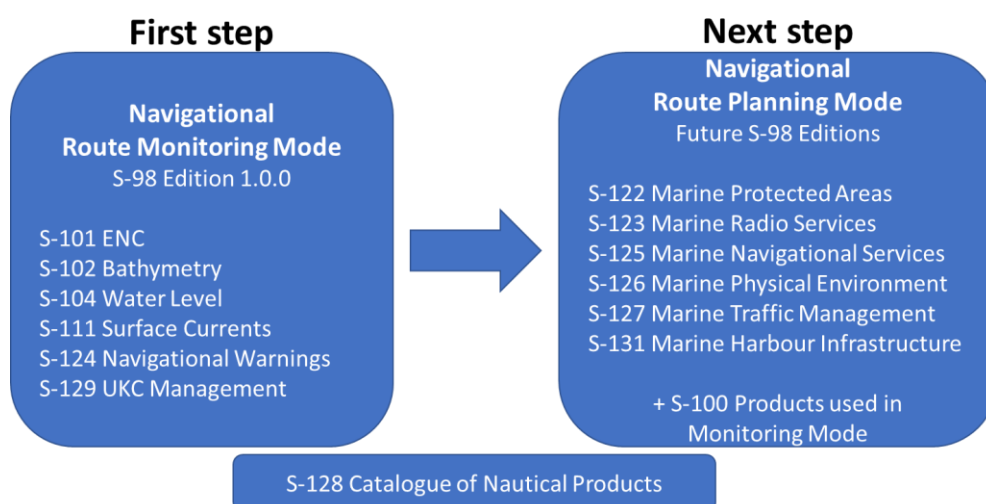 First step
Navigational
Route Monitoring Mode
S-98 Edition 1.0.0
S-101 ENC
S-102 Bathymetry
S-104 Water Level
S-111 Surface Currents
S-124 Navigational Warnings
S-129 UKC Management
Next step
Navigational
Route Planning Mode
Future S-98 Editions
S-122 Marine Protected Areas
S-123 Marine Radio Services
S-125 Marine Navigational Services
S-126 Marine Physical Environment
S-127 Marine Traffic Management
S-131 Marine Harbour Infrastructure
+ S-100 Products used in
Monitoring Mode
S-128 Catalogue of Nautical Products